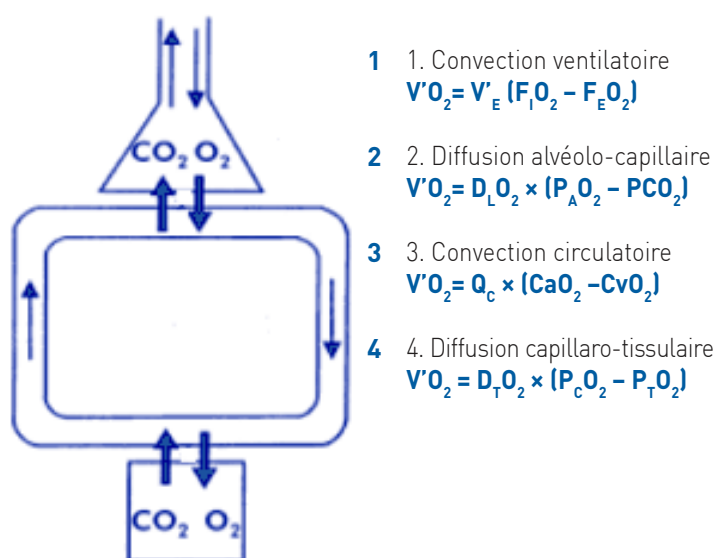 CO₂ O₂
1 1. Convection ventilatoire
V'O₂= V'E (FIO₂ – FEO₂)
2 2. Diffusion alvéolo-capillaire
V'O₂= DLO₂ × (PAO₂ – PCO₂)
3 3. Convection circulatoire
V'O₂= QC × (CaO₂ –CvO₂)
4 4. Diffusion capillaro-tissulaire
V'O₂ = DTO₂ × (PCO₂ – PTO₂)
CO₂ O₂